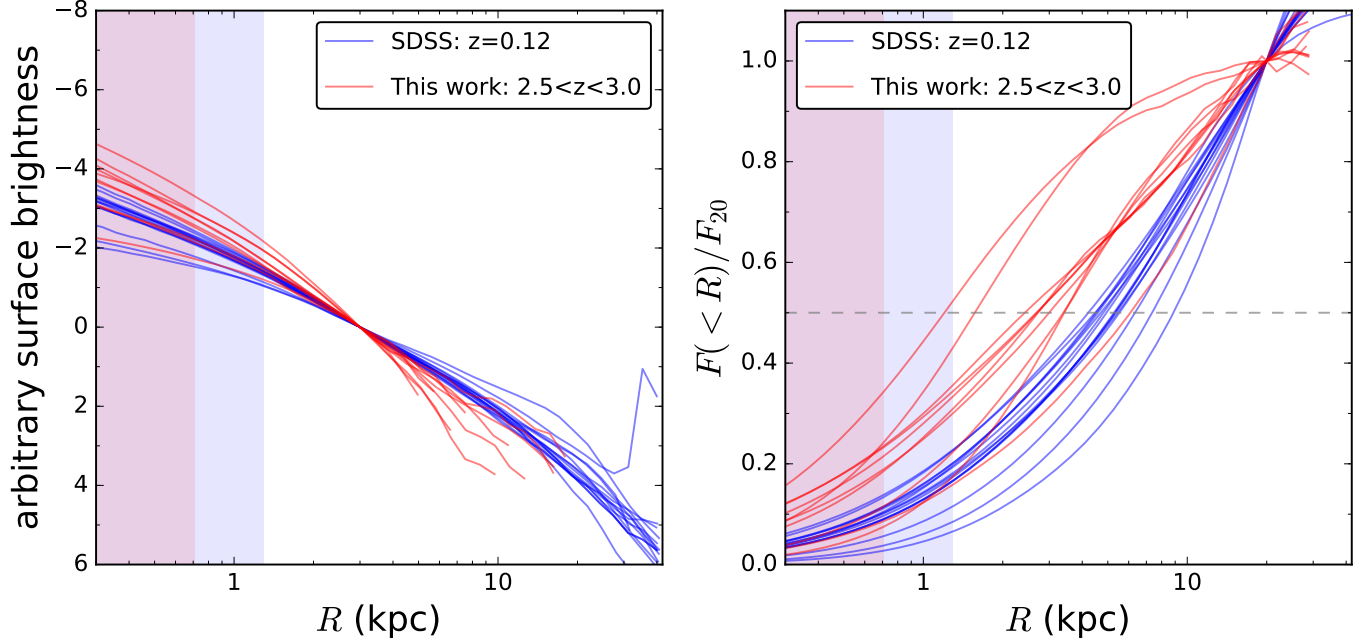 arbitrary surface brightness
−8
−6
−4
−2
0
2
4
6
1
10
R (kpc)
SDSS: z=0.12
This work: 2.5<z<3.0
F(< R)/F20
1.0
0.8
0.6
0.4
0.2
0.0
1
10
R (kpc)
SDSS: z=0.12
This work: 2.5<z<3.0